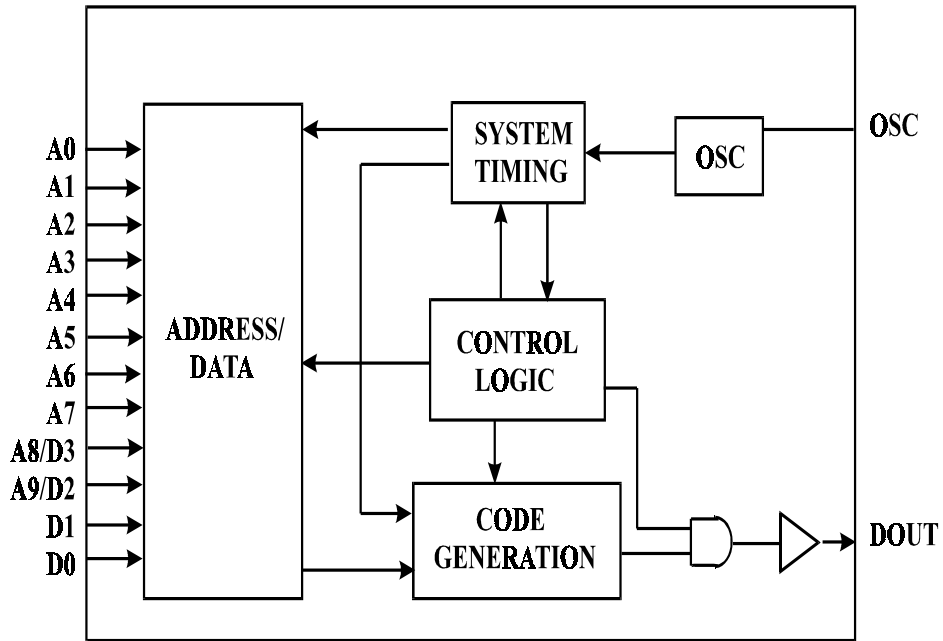 A0
A1
A2
A3
A4
A5
A6
A7
A8/D3
A9/D2
D1
D0
ADDRESS/
DATA
SYSTEM
TIMING
OSC
OSC
CONTROL
LOGIC
CODE
GENERATION
DOUT